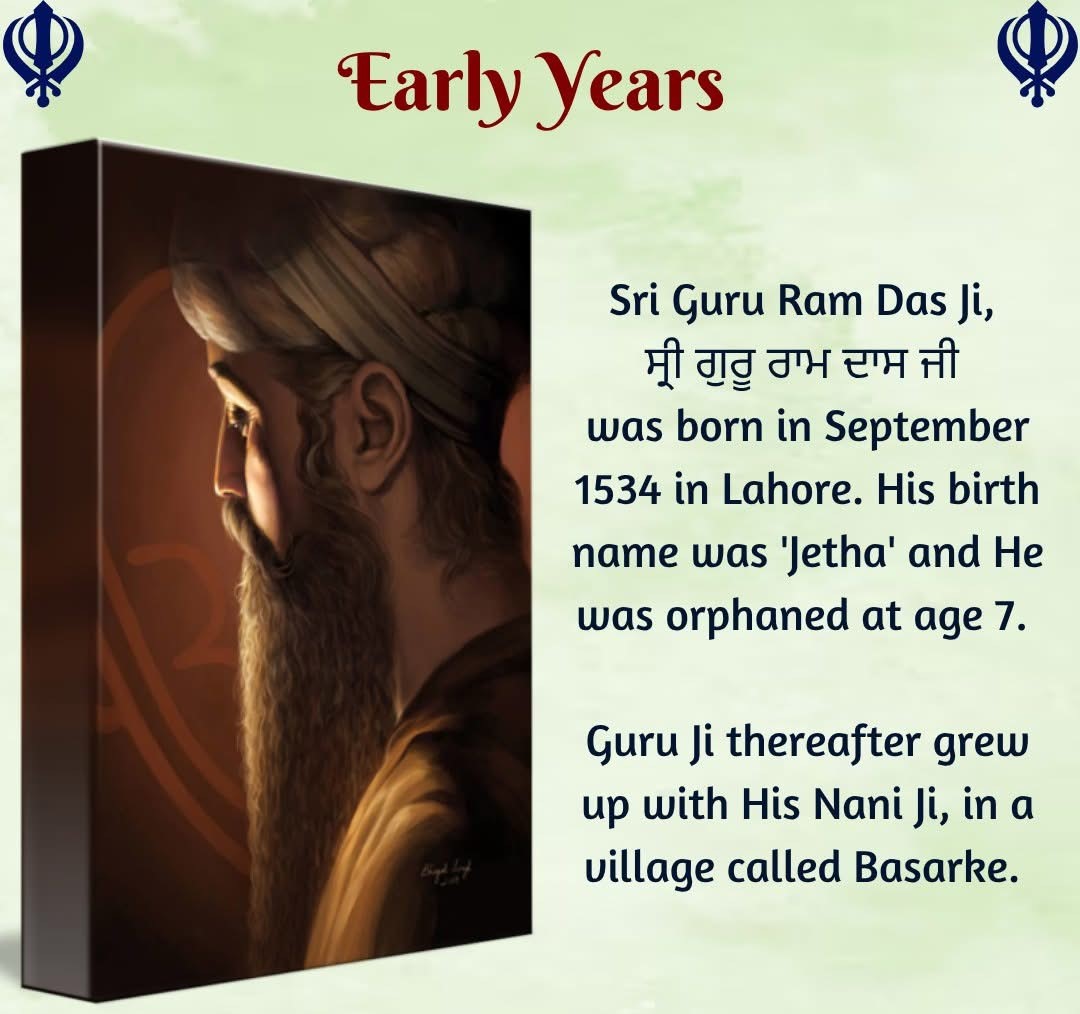 Early Years
Sri Guru Ram Das Ji,
ਸ੍ਰੀ ਗੁਰੂ ਰਾਮ ਦਾਸ ਜੀ
was born in September
1534 in Lahore. His birth
name was 'Jetha' and He
was orphaned at age 7.
Guru Ji thereafter grew
up with His Nani Ji, in a
village called Basarke.